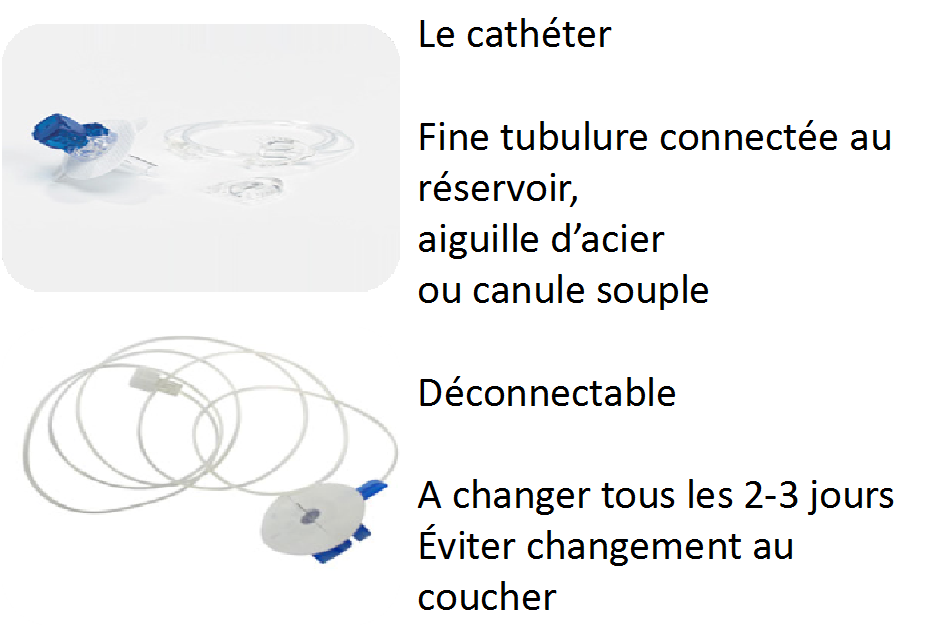 Le cathéter
Fine tubulure connectée au
réservoir,
aiguille d’acier
ou canule souple
Déconnectable
A changer tous les 2-3 jours
Éviter changement au
coucher